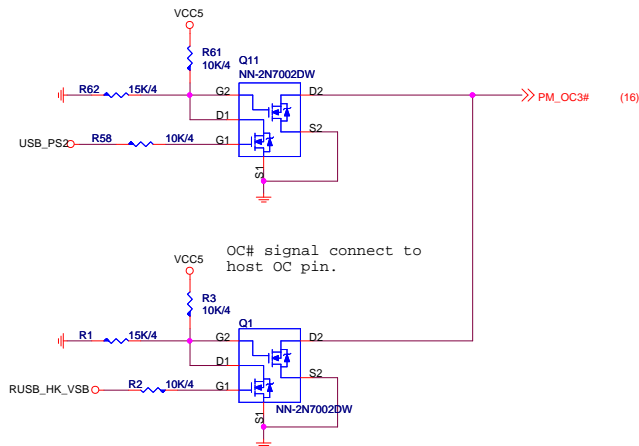 VCC5
R61
10K/4
Q11
NN-2N7002DW
R62 15K/4 G2 D2
PM_OC3# (16)
D1
S2
USB_PS2 R58 10K/4 G1
S1
OC# signal connect to
host OC pin.
VCC5
R3
10K/4
Q1
R1 15K/4 G2 D2
D1
S2
RUSB_HK_VSB R2 10K/4 G1
NN-2N7002DW
S1